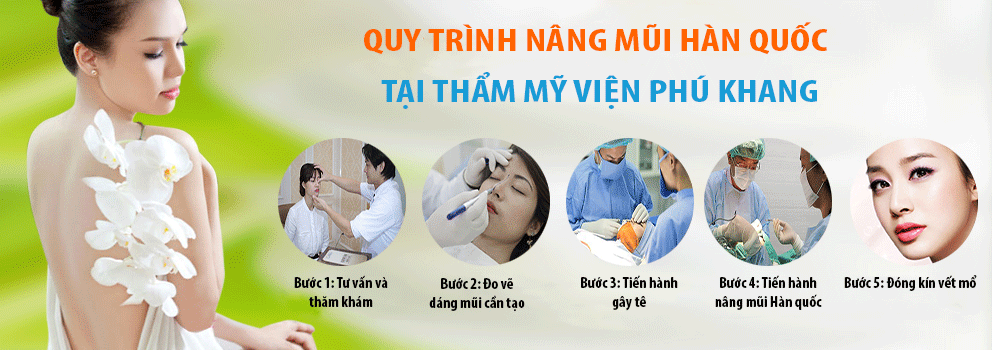 QUY TRÌNH NÂNG MŨI HÀN QUỐC
TẠI THẨM MỸ VIỆN PHÚ KHANG
Bước 1: Tư vấn và
thăm khám
Bước 2: Đo vẽ
dáng mũi cần tạo
Bước 3: Tiến hành
gây tê
Bước 4: Tiến hành
nâng mũi Hàn quốc
Bước 5: Đóng kín vết mổ